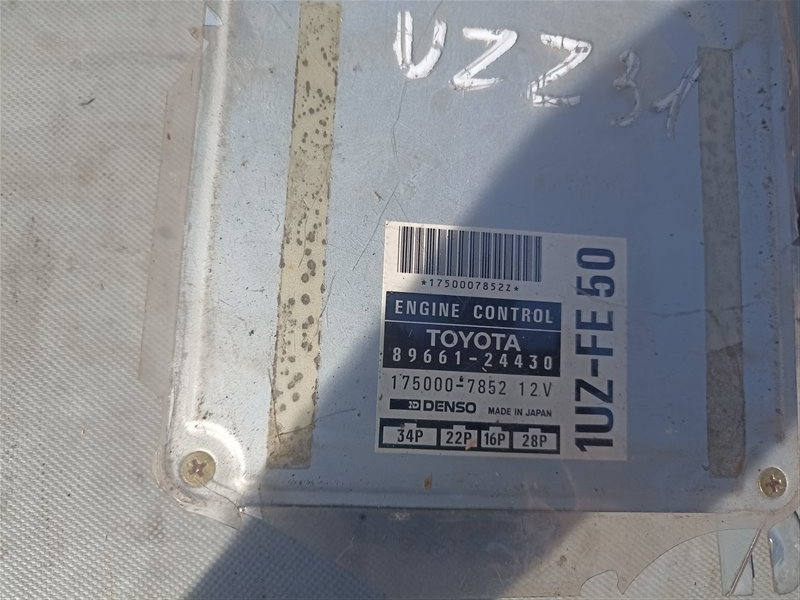 UZZ31
*1750007852Z*
ENGINE CONTROL
TOYOTA
89661-24430
175000-7852 12V
DENSO MADE IN JAPAN
34P 22P 16P 28P
1UZ-FE 50